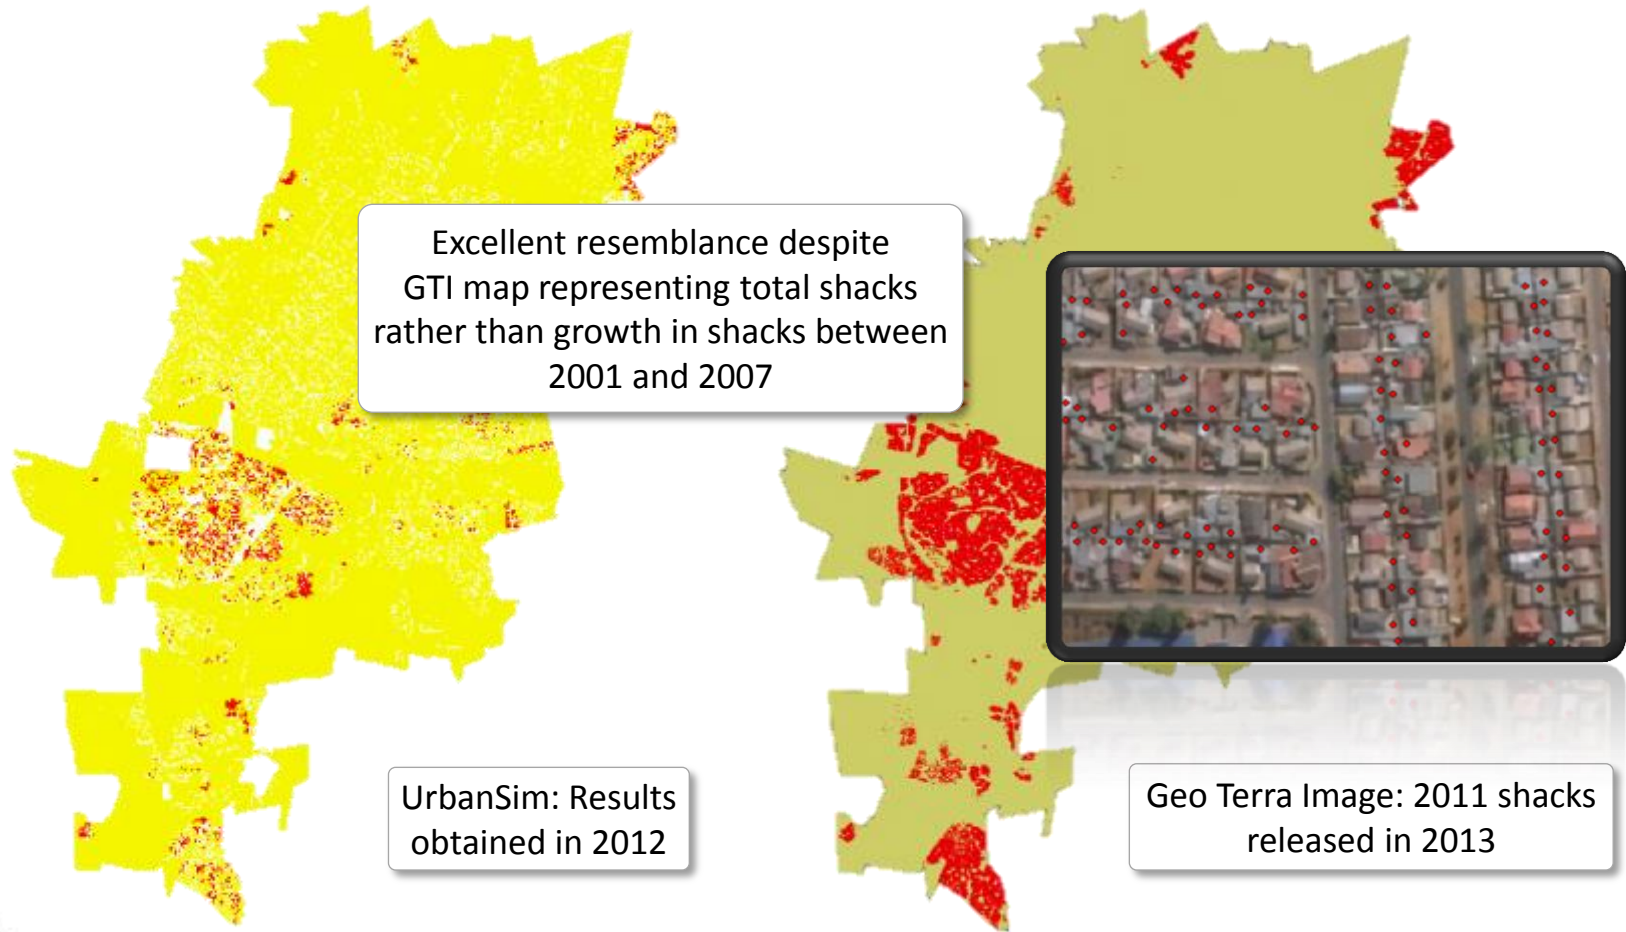 Excellent resemblance despite
GTI map representing total shacks
rather than growth in shacks between
2001 and 2007
UrbanSim: Results
obtained in 2012
Geo Terra Image: 2011 shacks
released in 2013